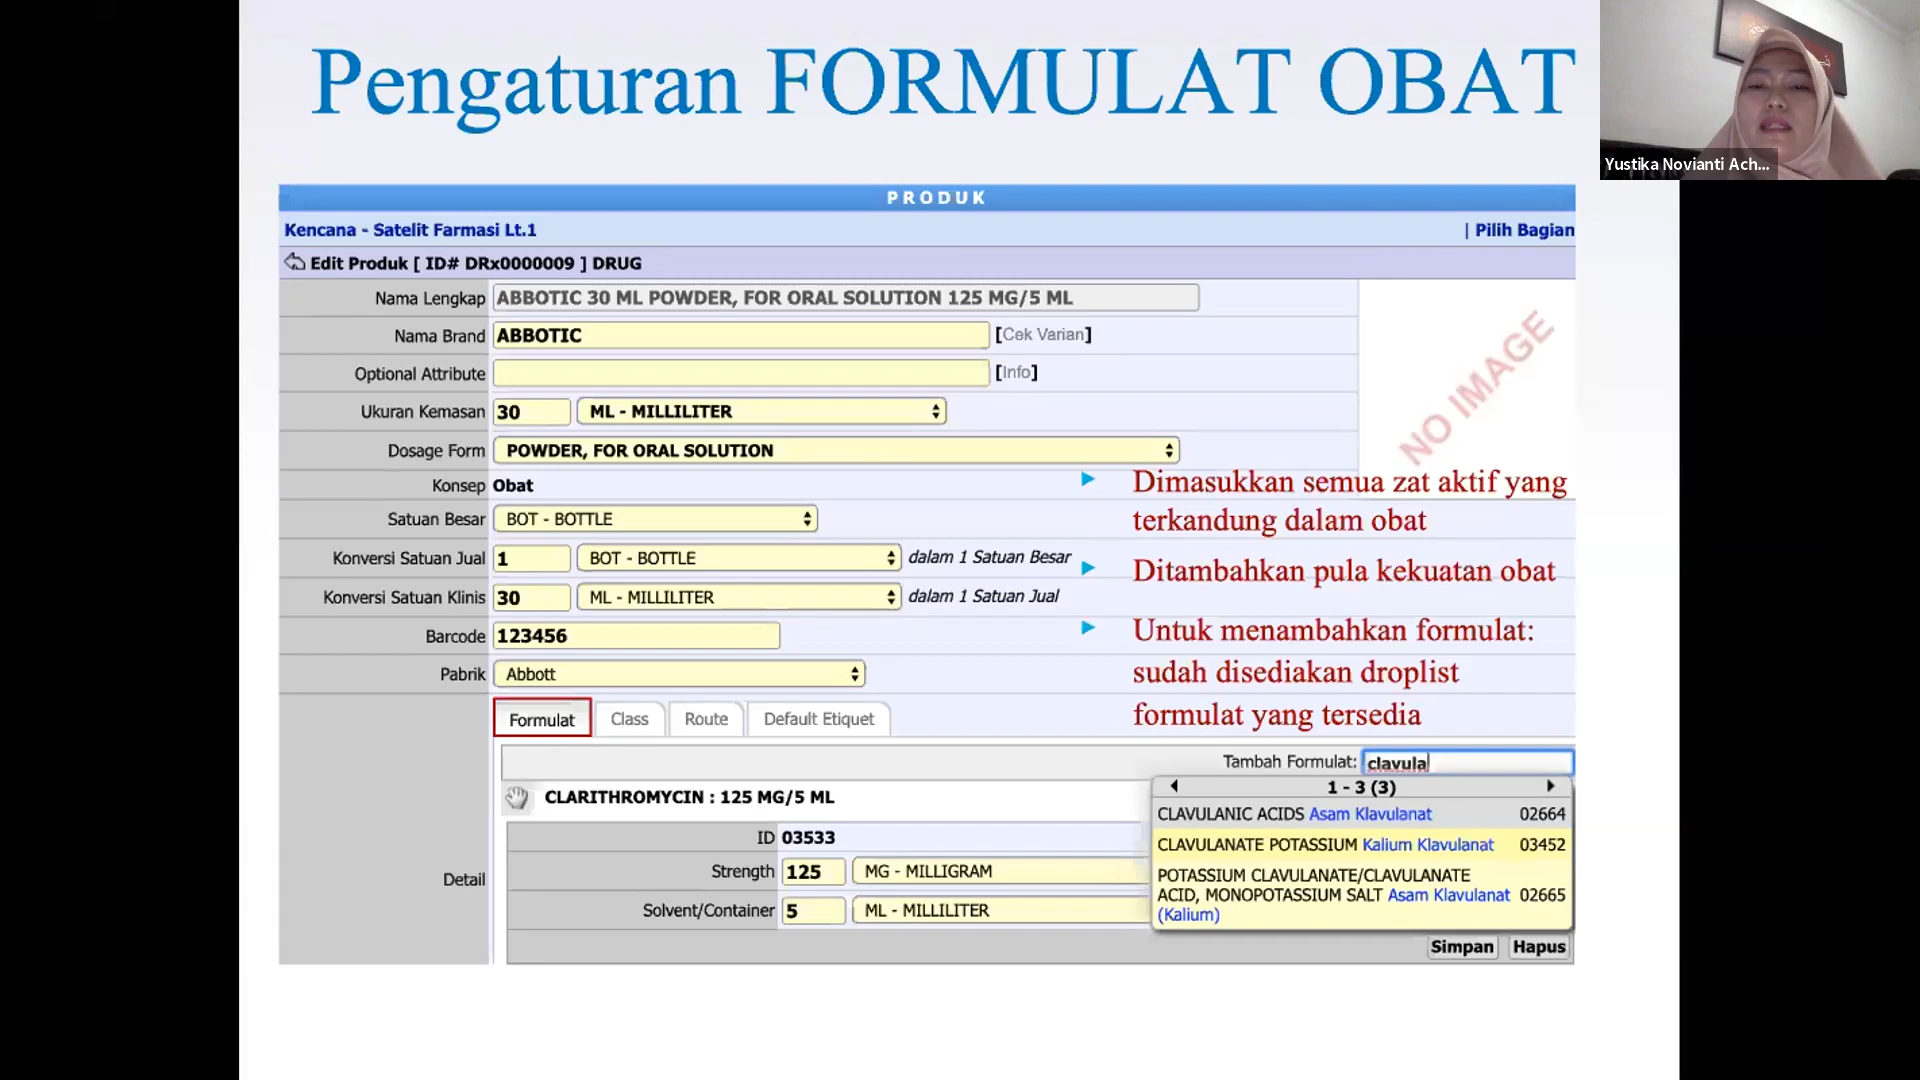 Pengaturan FORMULAT OBAT
Yustika Novianti Ach...
PRODUK
Kencana - Satelit Farmasi Lt.1 | Pilih Bagian
Edit Produk [ ID# DRx0000009 ] DRUG
Nama Lengkap ABBOTIC 30 ML POWDER, FOR ORAL SOLUTION 125 MG/5 ML
Nama Brand ABBOTIC [Cek Varian]
Optional Attribute [Info]
Ukuran Kemasan 30 ML - MILLILITER
Dosage Form POWDER, FOR ORAL SOLUTION
Konsep Obat
Satuan Besar BOT - BOTTLE
Konversi Satuan Jual 1 BOT - BOTTLE dalam 1 Satuan Besar
Konversi Satuan Klinis 30 ML - MILLILITER dalam 1 Satuan Jual
Barcode 123456
Pabrik Abbott
NO IMAGE
Dimasukkan semua zat aktif yang
terkandung dalam obat
Ditambahkan pula kekuatan obat
Untuk menambahkan formulat:
sudah disediakan droplist
formulat yang tersedia
Formulat Class Route Default Etiquet
Tambah Formulat: clavula
Detail
CLARITHROMYCIN : 125 MG/5 ML
ID 03533
Strength 125 MG - MILLIGRAM
Solvent/Container 5 ML - MILLILITER
1 - 3 (3)
CLAVULANIC ACIDS Asam Klavulanat 02664
CLAVULANATE POTASSIUM Kalium Klavulanat 03452
POTASSIUM CLAVULANATE/CLAVULANATE
ACID, MONOPOTASSIUM SALT Asam Klavulanat 02665
(Kalium)
Simpan Hapus